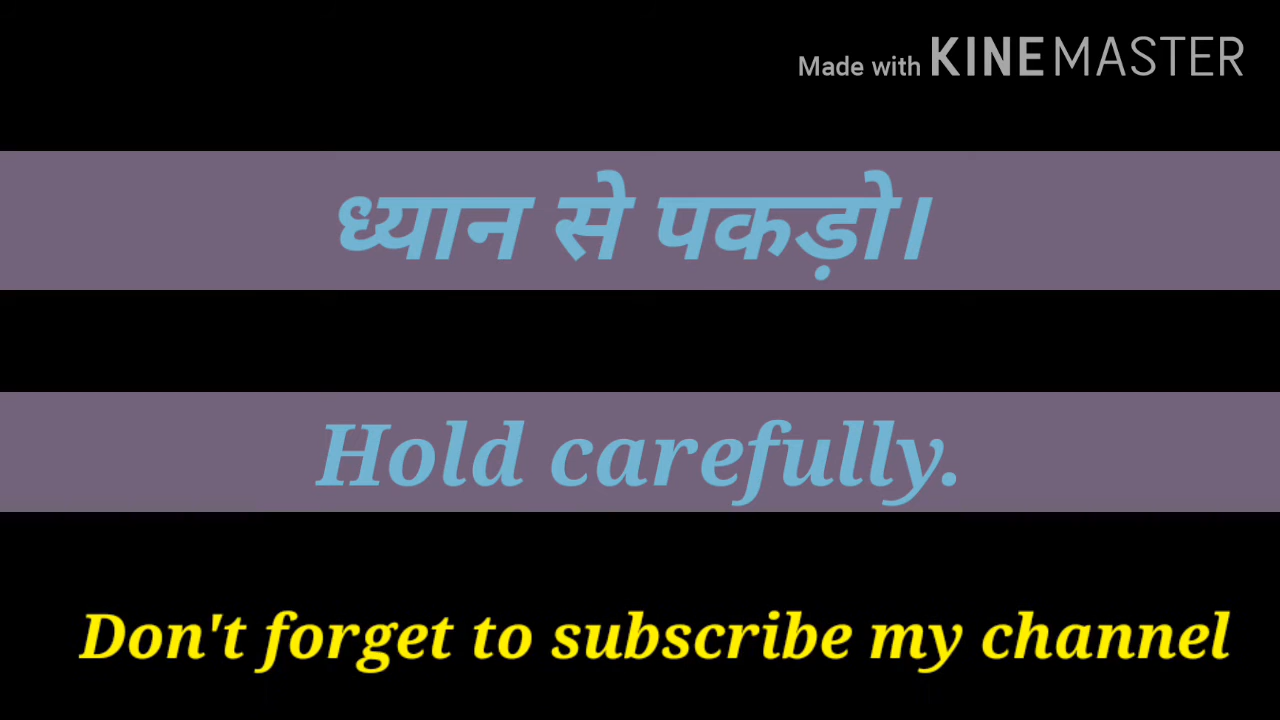 Made with KINEMASTER
ध्यान से पकड़ो।
Hold carefully.
Don't forget to subscribe my channel